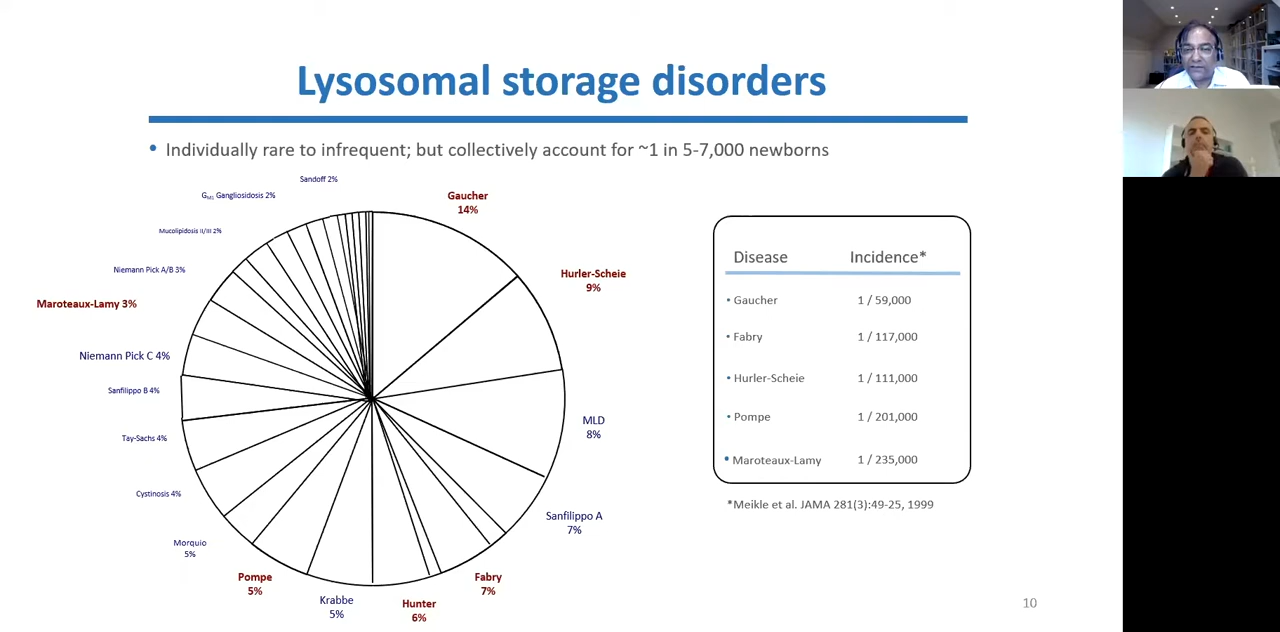 Lysosomal storage disorders
• Individually rare to infrequent; but collectively account for ~1 in 5-7,000 newborns
Sandoff 2%
GM1 Gangliosidosis 2%
Mucolipidosis II/III 2%
Niemann Pick A/B 3%
Maroteaux-Lamy 3%
Niemann Pick C 4%
Sanfilippo B 4%
Tay-Sachs 4%
Cystinosis 4%
Morquio
5%
Pompe
5%
Krabbe
5%
Hunter
6%
Fabry
7%
Sanfilippo A
7%
MLD
8%
Hurler-Scheie
9%
Gaucher
14%
Disease Incidence*
• Gaucher 1 / 59,000
• Fabry 1 / 117,000
• Hurler-Scheie 1 / 111,000
• Pompe 1 / 201,000
• Maroteaux-Lamy 1 / 235,000
*Meikle et al. JAMA 281(3):49-25, 1999
10